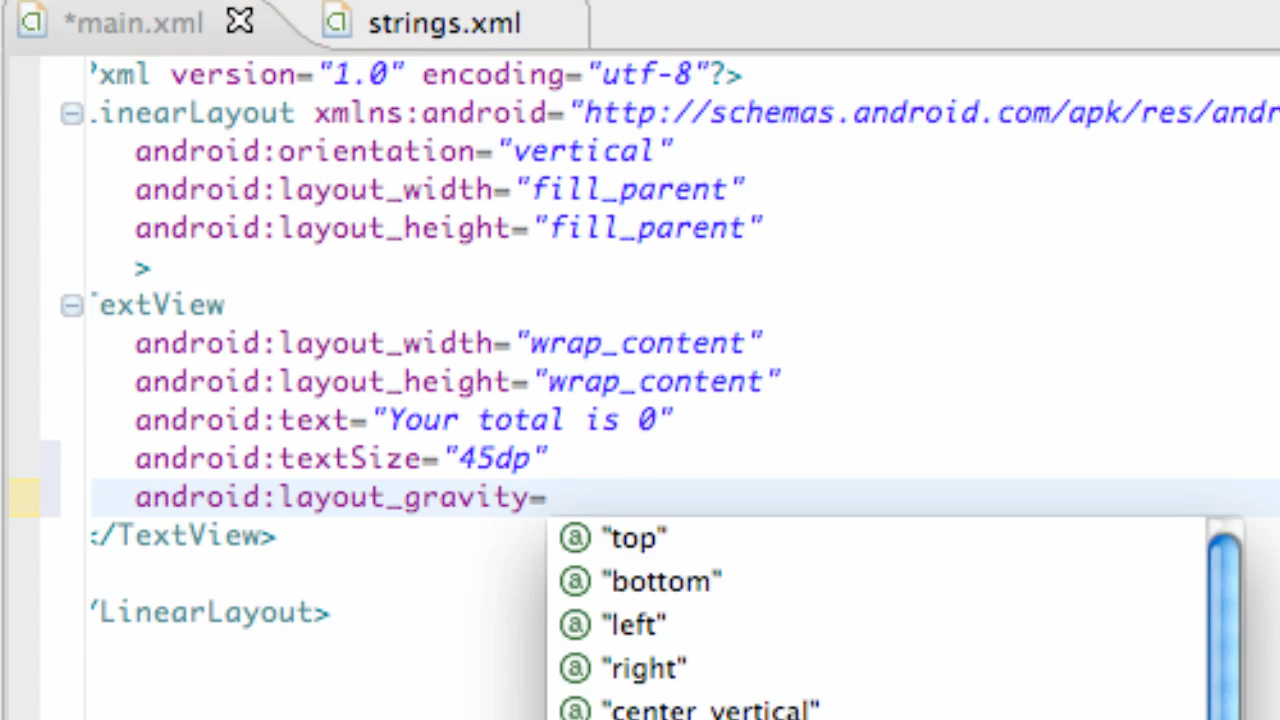 *main.xml
strings.xml
?xml version="1.0" encoding="utf-8"?>
LinearLayout xmlns:android="http://schemas.android.com/apk/res/andr
android:orientation="vertical"
android:layout_width="fill_parent"
android:layout_height="fill_parent"
>
TextView
android:layout_width="wrap_content"
android:layout_height="wrap_content"
android:text="Your total is 0"
android:textSize="45dp"
android:layout_gravity=
</TextView>
"top"
"bottom"
/LinearLayout>
"left"
"right"
"center_vertical"